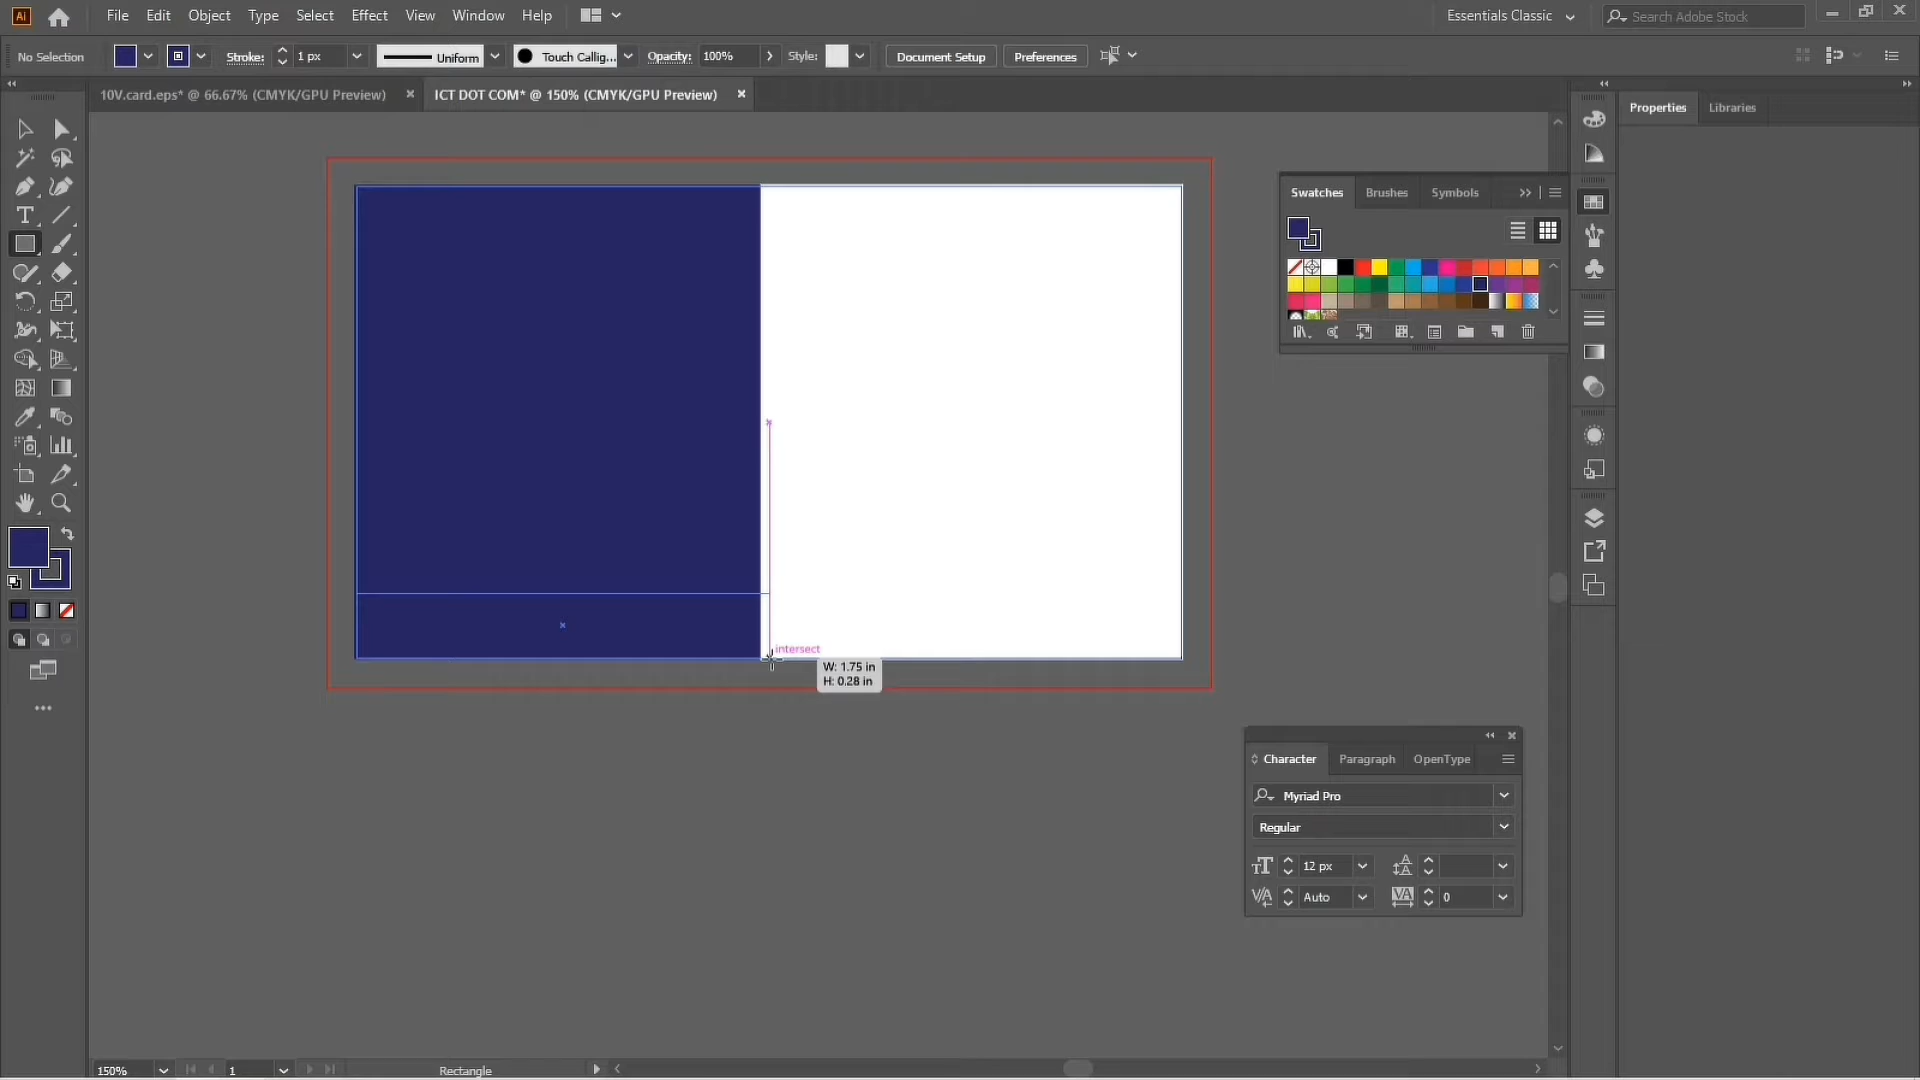 Ai File Edit Object Type Select Effect View Window Help Essentials Classic Search Adobe Stock
No Selection Stroke: 1 px Uniform Touch Callig... Opacity: 100% Style: Document Setup Preferences
10V.card.eps* @ 66.67% (CMYK/GPU Preview) ICT DOT COM* @ 150% (CMYK/GPU Preview)
Properties Libraries
Swatches Brushes Symbols
intersect
W: 1.75 in
H: 0.28 in
Character Paragraph OpenType
Myriad Pro
Regular
12 px
Auto 0
150% 1 Rectangle